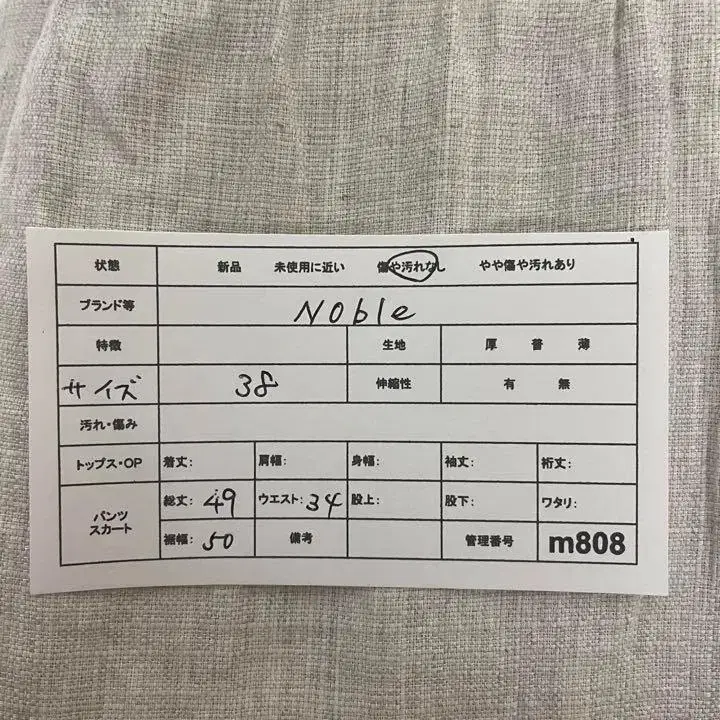 状態 新品 未使用に近い 傷や汚れなし やや傷や汚れあり
ブランド等 Noble
特徴 生地 厚 普 薄
サイズ 38 伸縮性 有 無
汚れ・傷み
トップス・OP 着丈: 肩幅: 身幅: 袖丈: 裄丈:
パンツ スカート 総丈: 49 ウエスト: 34 股上: 股下: ワタリ:
裾幅: 50 備考 管理番号 m808